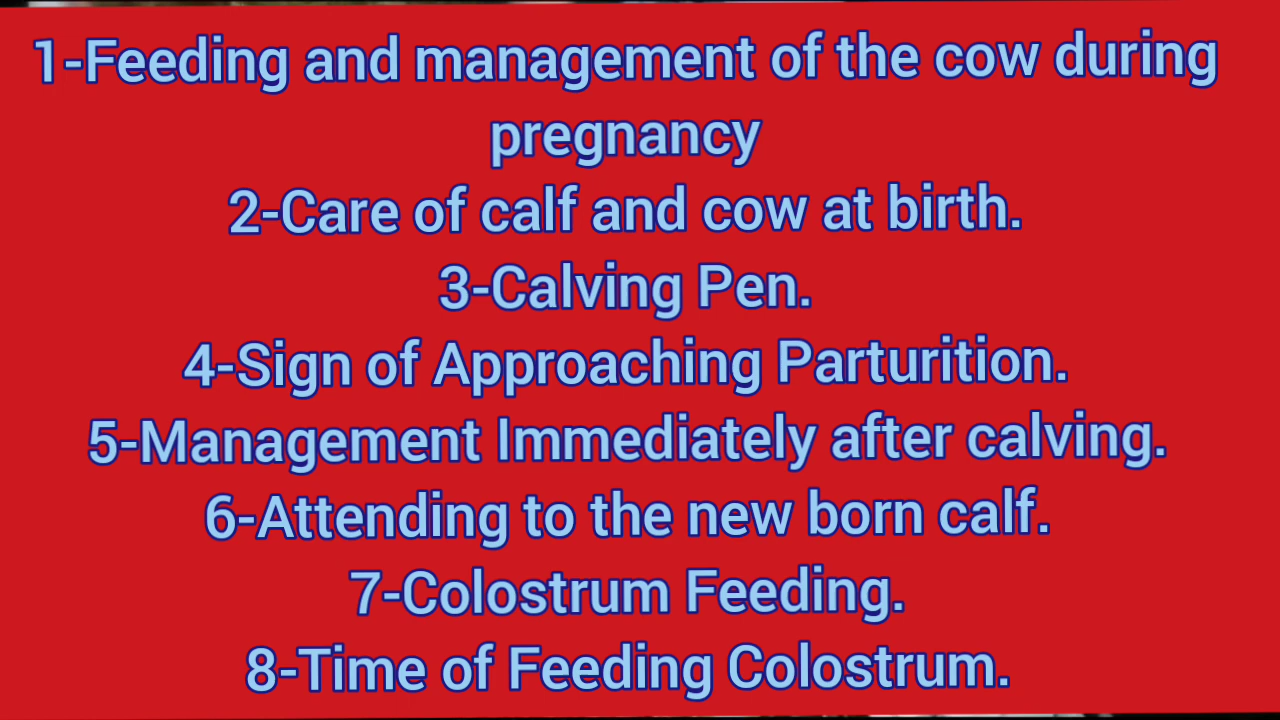 1-Feeding and management of the cow during
pregnancy
2-Care of calf and cow at birth.
3-Calving Pen.
4-Sign of Approaching Parturition.
5-Management Immediately after calving.
6-Attending to the new born calf.
7-Colostrum Feeding.
8-Time of Feeding Colostrum.